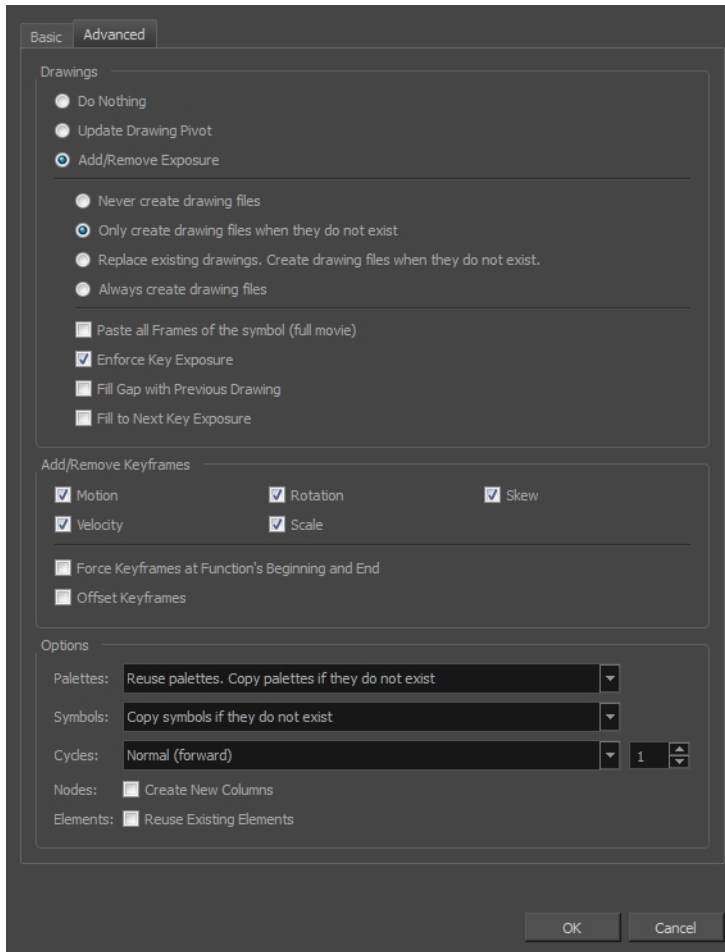 Basic Advanced
Drawings
Do Nothing
Update Drawing Pivot
Add/Remove Exposure
Never create drawing files
Only create drawing files when they do not exist
Replace existing drawings. Create drawing files when they do not exist.
Always create drawing files
Paste all Frames of the symbol (full movie)
Enforce Key Exposure
Fill Gap with Previous Drawing
Fill to Next Key Exposure
Add/Remove Keyframes
Motion Rotation Skew
Velocity Scale
Force Keyframes at Function's Beginning and End
Offset Keyframes
Options
Palettes: Reuse palettes. Copy palettes if they do not exist
Symbols: Copy symbols if they do not exist
Cycles: Normal (forward) 1
Nodes: Create New Columns
Elements: Reuse Existing Elements
OK Cancel